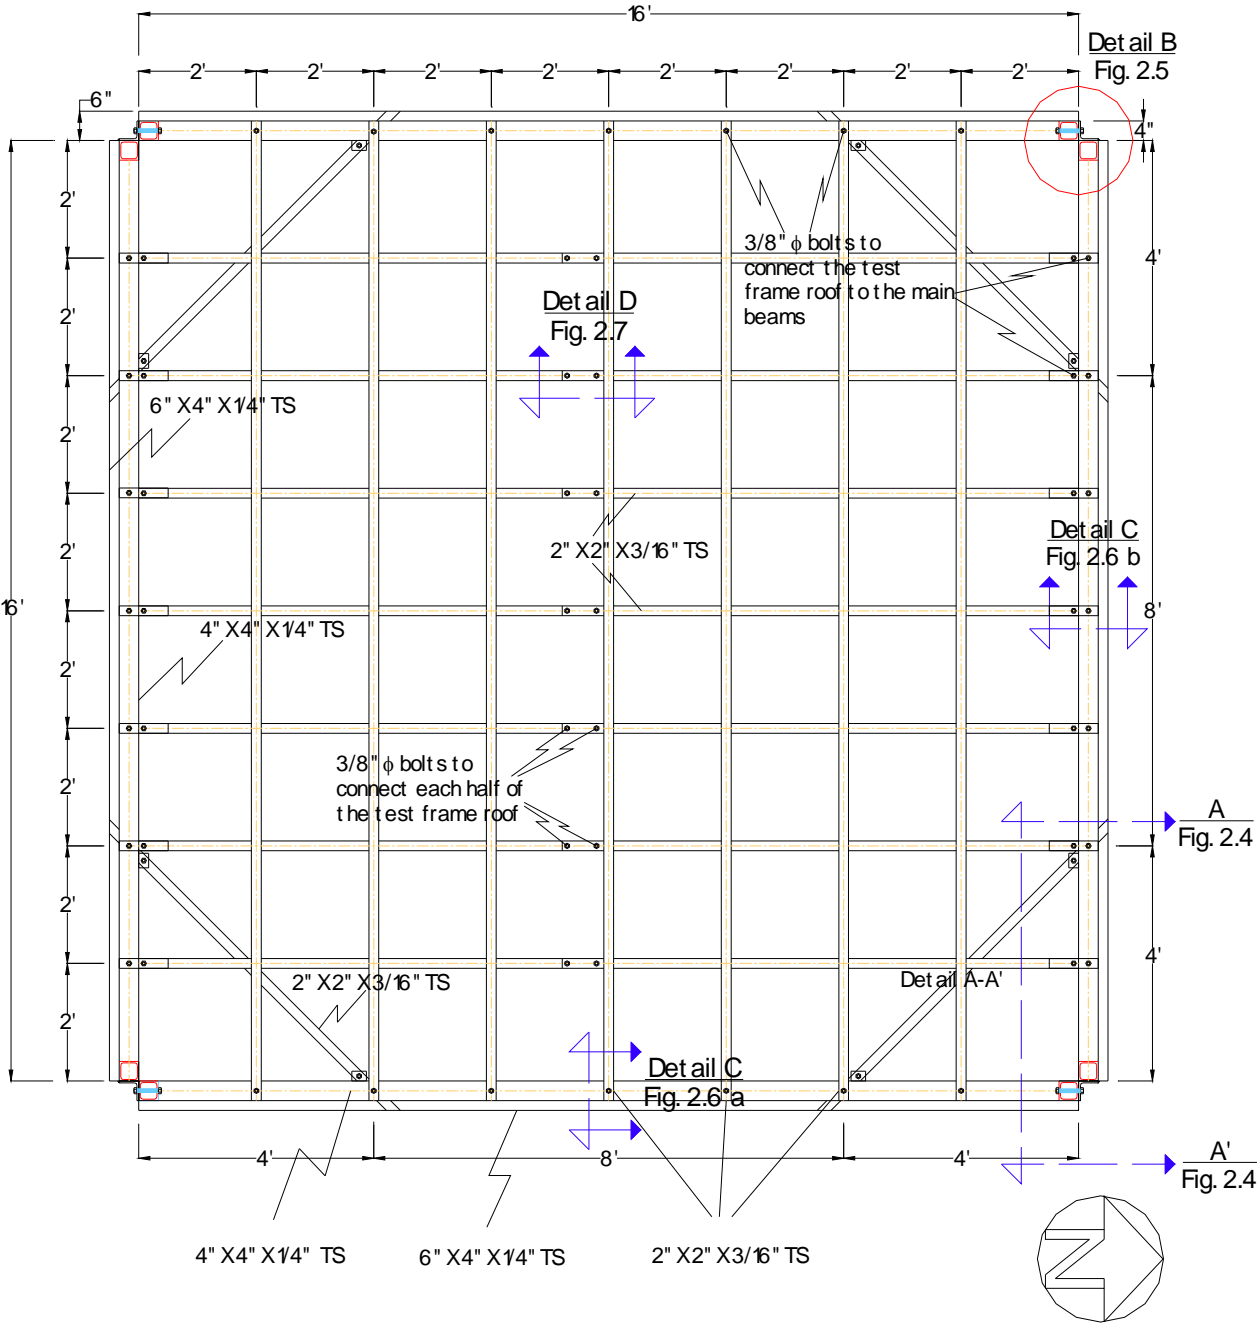 16'
Detail B
Fig. 2.5
2' 2' 2' 2' 2' 2' 2' 2'
6"
4"
2'
3/8" ϕ bolts to
connect the test
frame roof to the main
beams
4'
Detail D
Fig. 2.7
2'
6" X4" X1/4" TS
2'
2" X2" X3/16" TS
2'
Detail C
Fig. 2.6 b
16'
8'
4" X4" X1/4" TS
2'
3/8" ϕ bolts to
connect each half of
the test frame roof
2'
A
Fig. 2.4
2'
2" X2" X3/16" TS
Detail A-A'
4'
2'
Detail C
Fig. 2.6 a
4' 8' 4'
A'
Fig. 2.4
4" X4" X1/4" TS
6" X4" X1/4" TS
2" X2" X3/16" TS
N